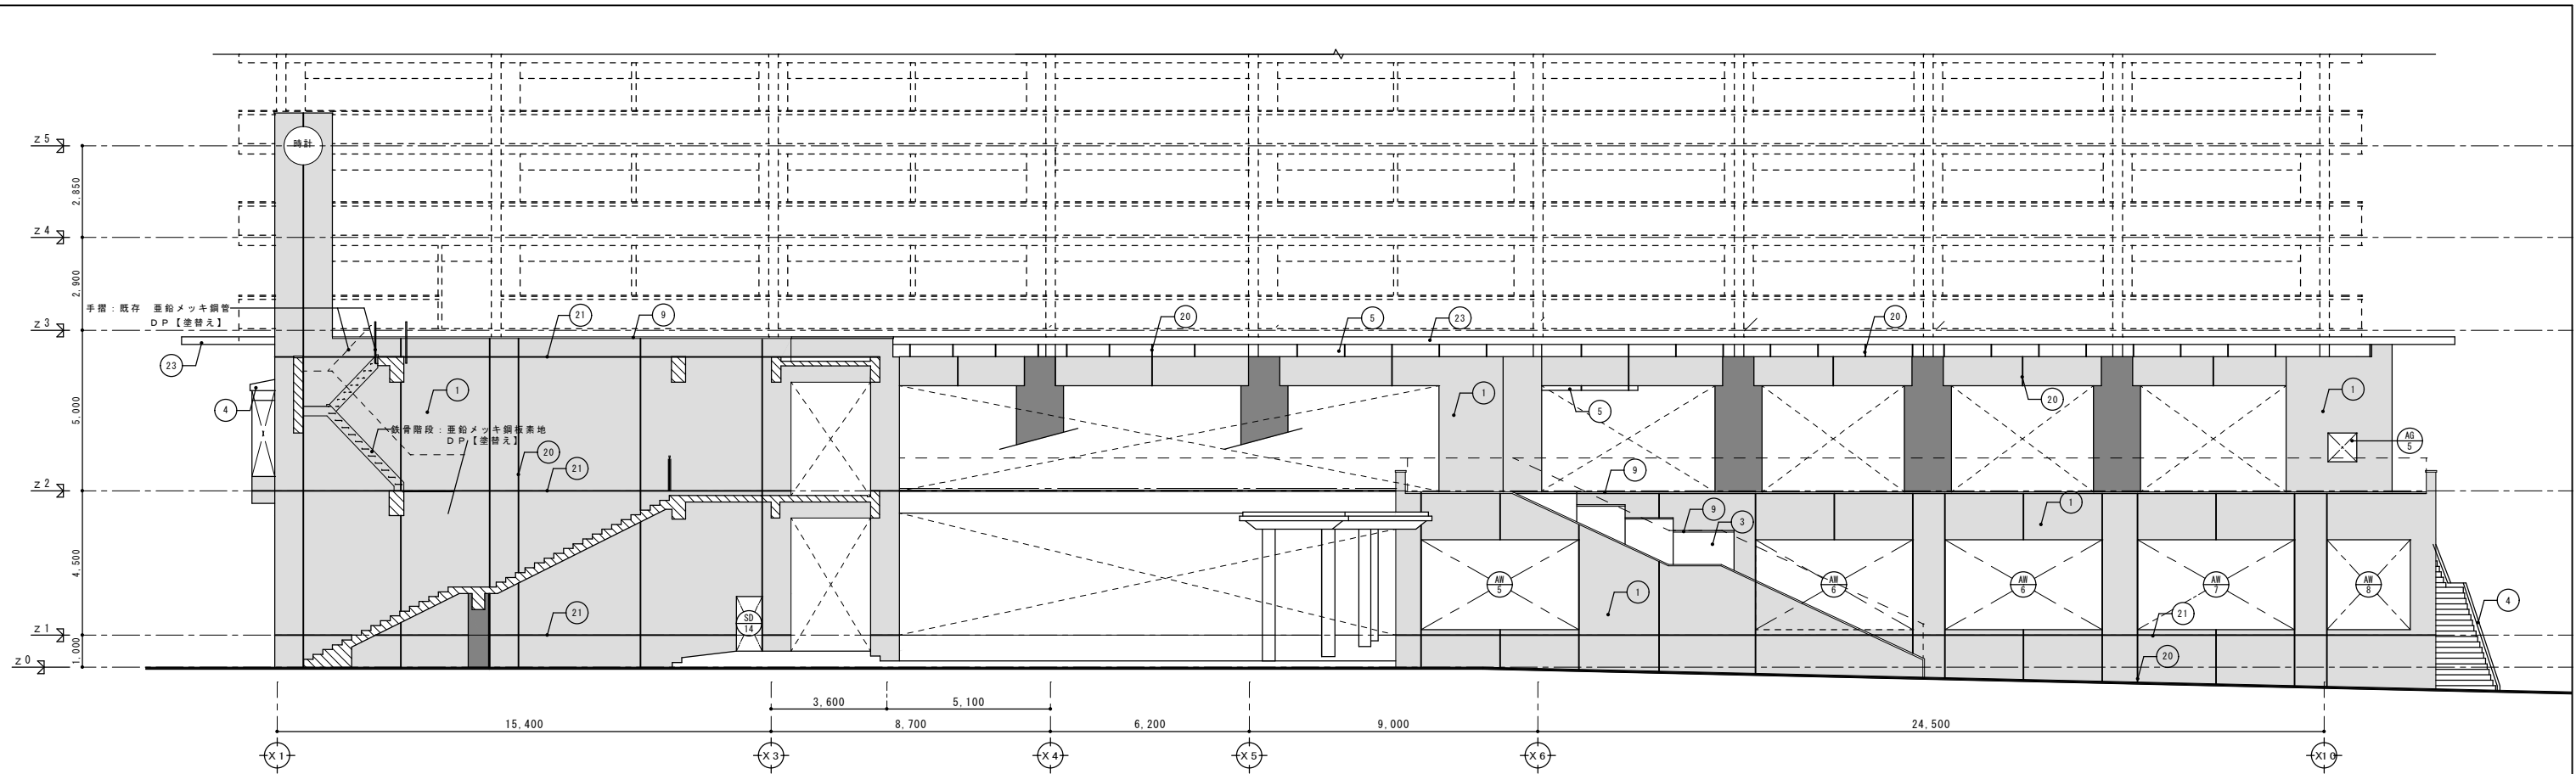 z5
時計
2.850
z4
2.900
手摺：既存　亜鉛メッキ鋼管
DP【塗替え】
21
9
20
5
23
20
z3
23
4
1
5.000
鉄骨階段：亜鉛メッキ鋼板素地
DP【塗替え】
20
21
1
5
20
1
AG
5
9
z2
9
3
1
4.500
AW
5
AW
6
AW
6
AW
7
AW
8
1
4
21
SD
14
21
z1
1.000
20
z0
3,600
5,100
15,400
8,700
6,200
9,000
24,500
X1
X3
X4
X5
X6
X10